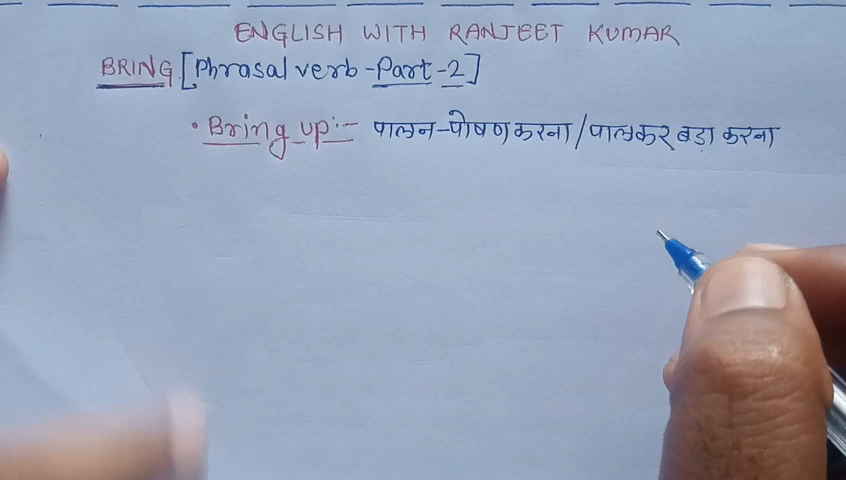 ENGLISH WITH RANJEET KUMAR
BRING [Phrasal verb - Part - 2]
• Bring up :- पालन-पोषण करना / पालकर बड़ा करना